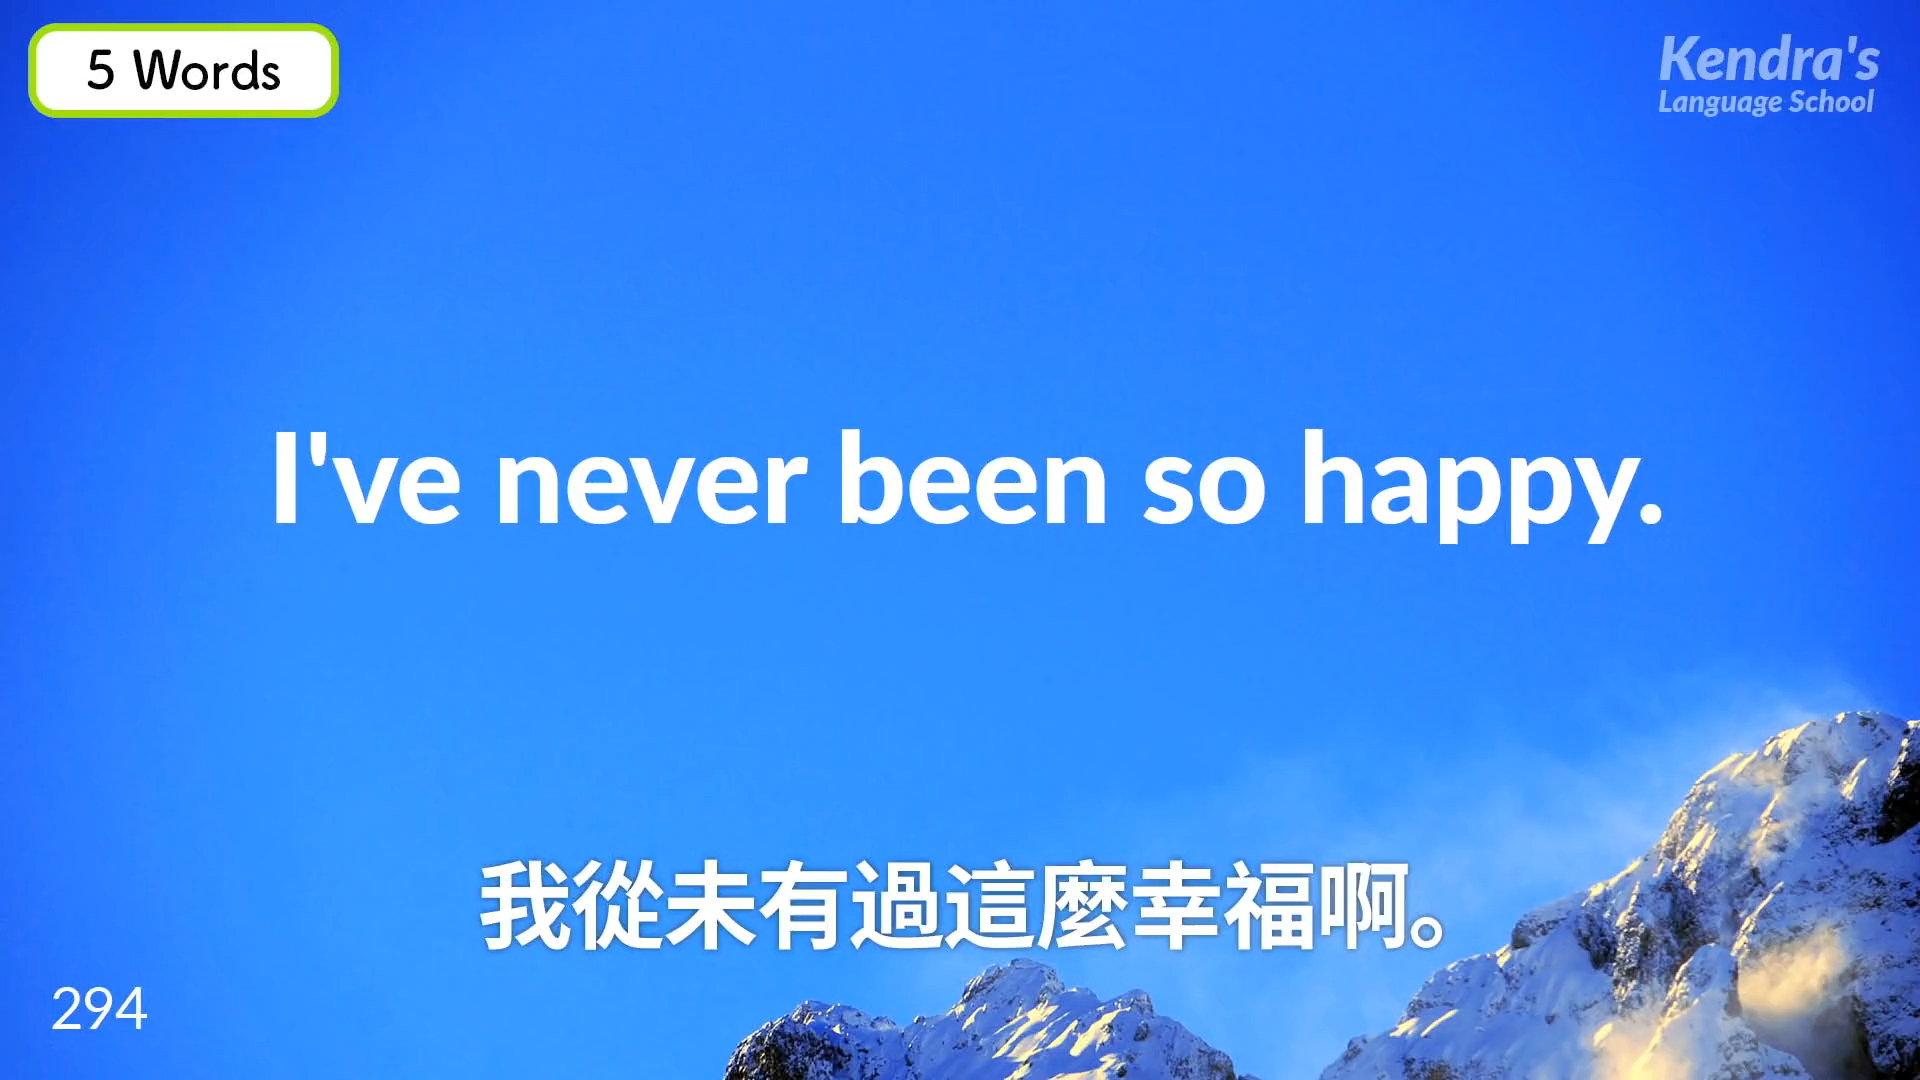 5 Words
Kendra's
Language School
I've never been so happy.
我從未有過這麼幸福啊。
294